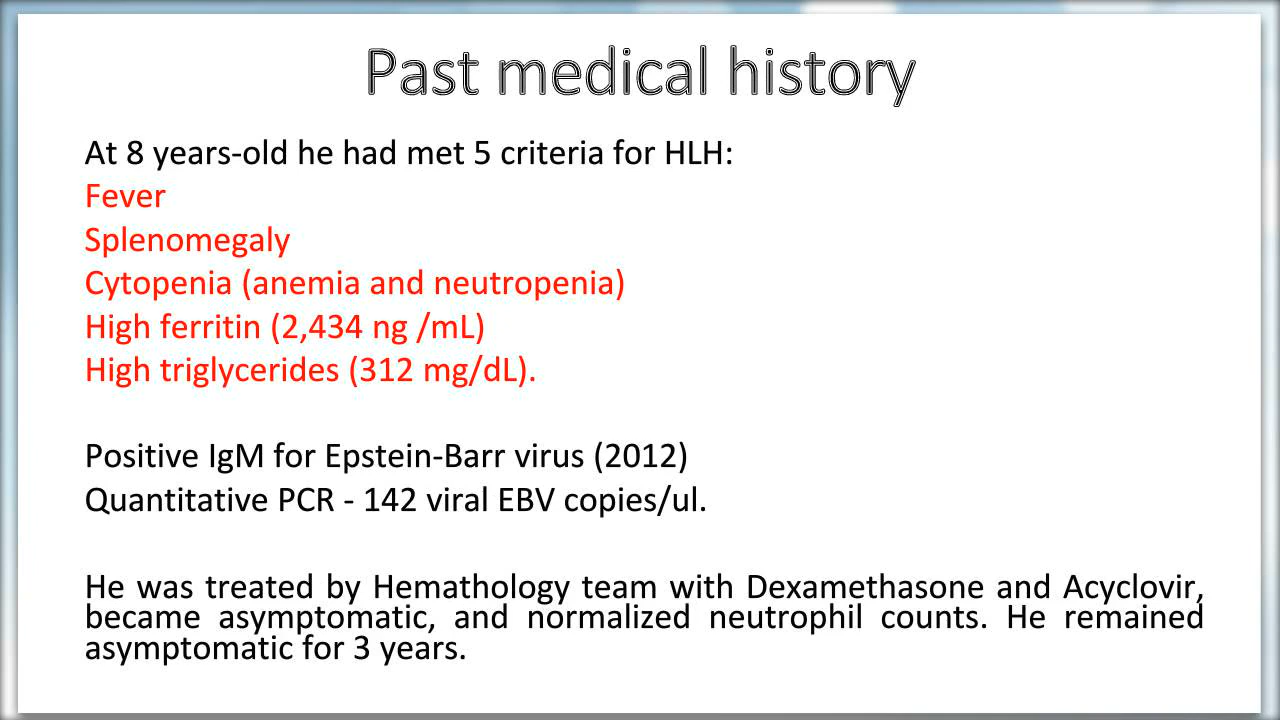 Past medical history
At 8 years-old he had met 5 criteria for HLH:
Fever
Splenomegaly
Cytopenia (anemia and neutropenia)
High ferritin (2,434 ng /mL)
High triglycerides (312 mg/dL).
Positive IgM for Epstein-Barr virus (2012)
Quantitative PCR - 142 viral EBV copies/ul.
He was treated by Hemathology team with Dexamethasone and Acyclovir,
became asymptomatic, and normalized neutrophil counts. He remained
asymptomatic for 3 years.